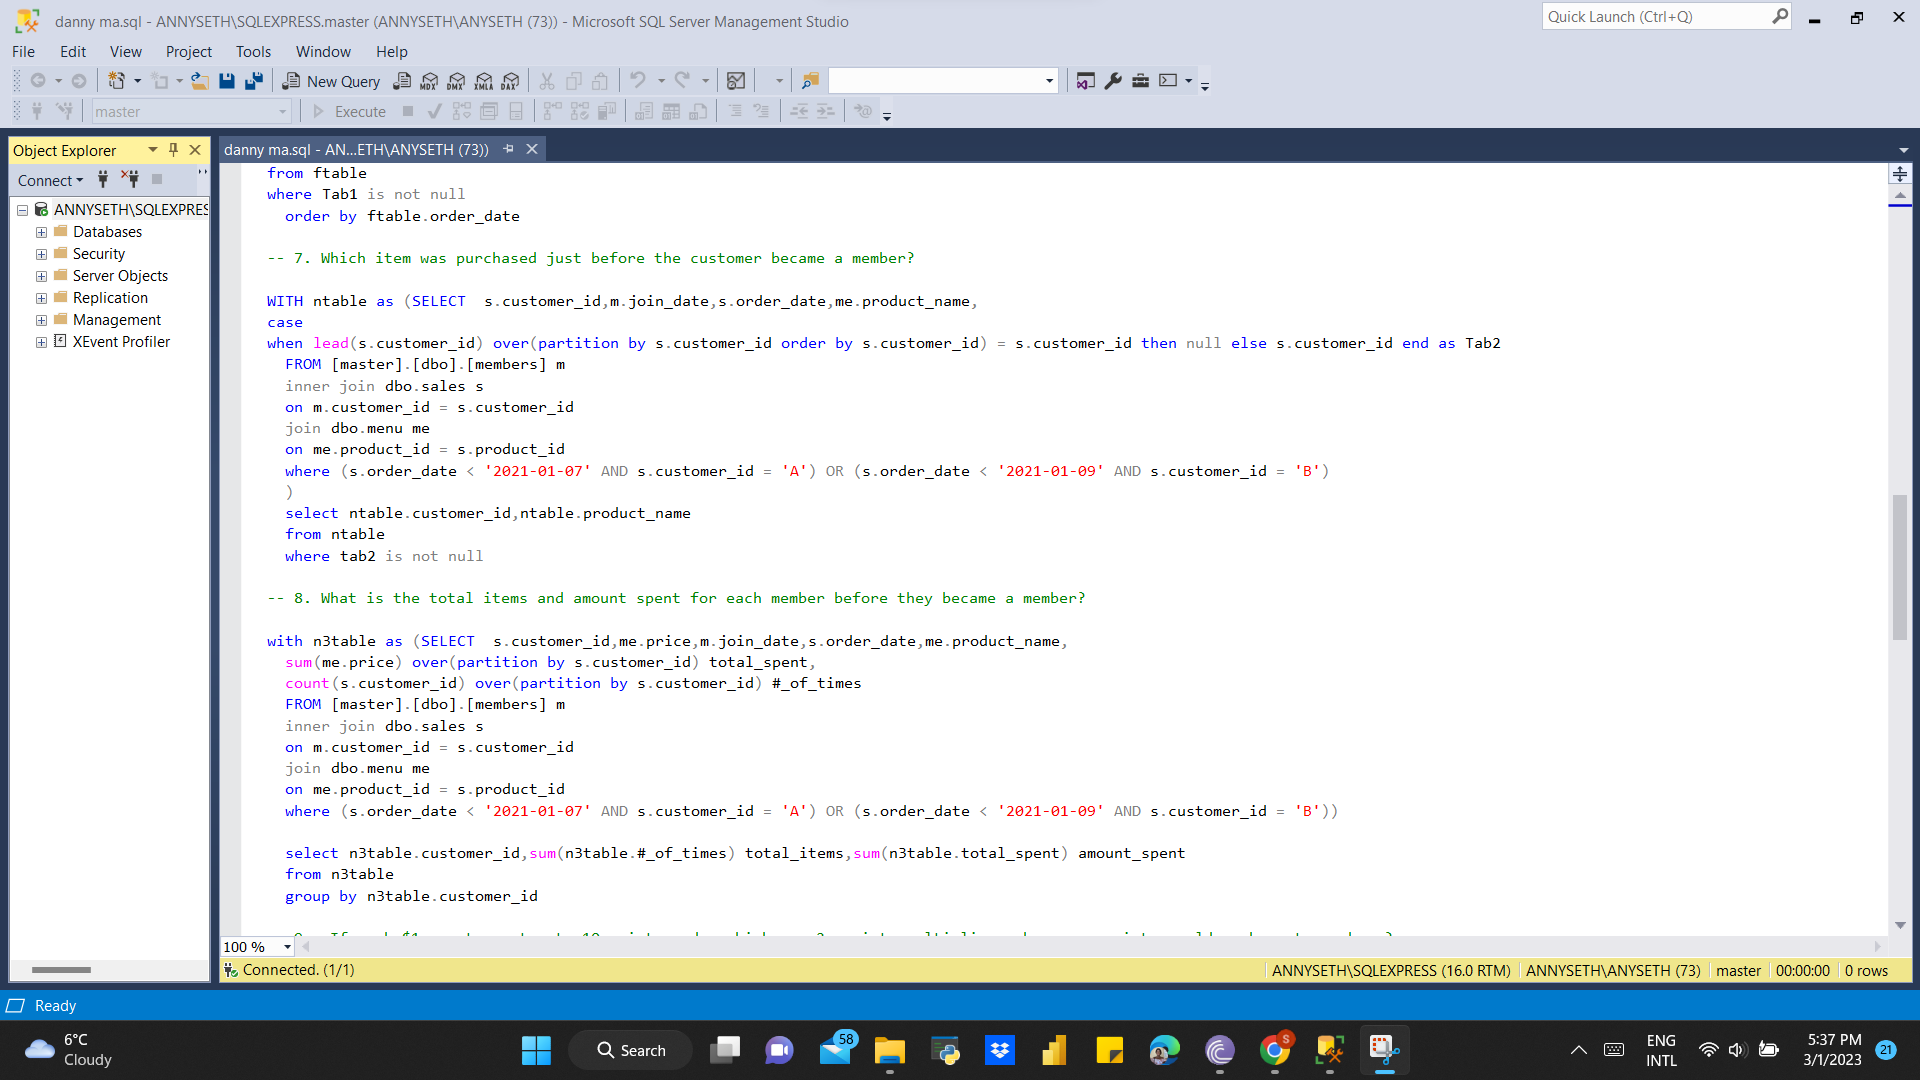 danny ma.sql - ANNYSETH\SQLEXPRESS.master (ANNYSETH\ANYSETH (73)) - Microsoft SQL Server Management Studio
Quick Launch (Ctrl+Q)
File Edit View Project Tools Window Help
New Query MDX DMX XMLA DAX
master Execute
Object Explorer
danny ma.sql - AN...ETH\ANYSETH (73))
Connect
ANNYSETH\SQLEXPRES
Databases
Security
Server Objects
Replication
Management
XEvent Profiler
from ftable
where Tab1 is not null
order by ftable.order_date
-- 7. Which item was purchased just before the customer became a member?
WITH ntable as (SELECT  s.customer_id,m.join_date,s.order_date,me.product_name,
case
when lead(s.customer_id) over(partition by s.customer_id order by s.customer_id) = s.customer_id then null else s.customer_id end as Tab2
FROM [master].[dbo].[members] m
inner join dbo.sales s
on m.customer_id = s.customer_id
join dbo.menu me
on me.product_id = s.product_id
where (s.order_date < '2021-01-07' AND s.customer_id = 'A') OR (s.order_date < '2021-01-09' AND s.customer_id = 'B')
)
select ntable.customer_id,ntable.product_name
from ntable
where tab2 is not null
-- 8. What is the total items and amount spent for each member before they became a member?
with n3table as (SELECT  s.customer_id,me.price,m.join_date,s.order_date,me.product_name,
sum(me.price) over(partition by s.customer_id) total_spent,
count(s.customer_id) over(partition by s.customer_id) #_of_times
FROM [master].[dbo].[members] m
inner join dbo.sales s
on m.customer_id = s.customer_id
join dbo.menu me
on me.product_id = s.product_id
where (s.order_date < '2021-01-07' AND s.customer_id = 'A') OR (s.order_date < '2021-01-09' AND s.customer_id = 'B'))
select n3table.customer_id,sum(n3table.#_of_times) total_items,sum(n3table.total_spent) amount_spent
from n3table
group by n3table.customer_id
100 %
Connected. (1/1)
ANNYSETH\SQLEXPRESS (16.0 RTM) ANNYSETH\ANYSETH (73) master 00:00:00 0 rows
Ready
6°C
Cloudy
Search
58
S
ENG
INTL
5:37 PM
3/1/2023
21